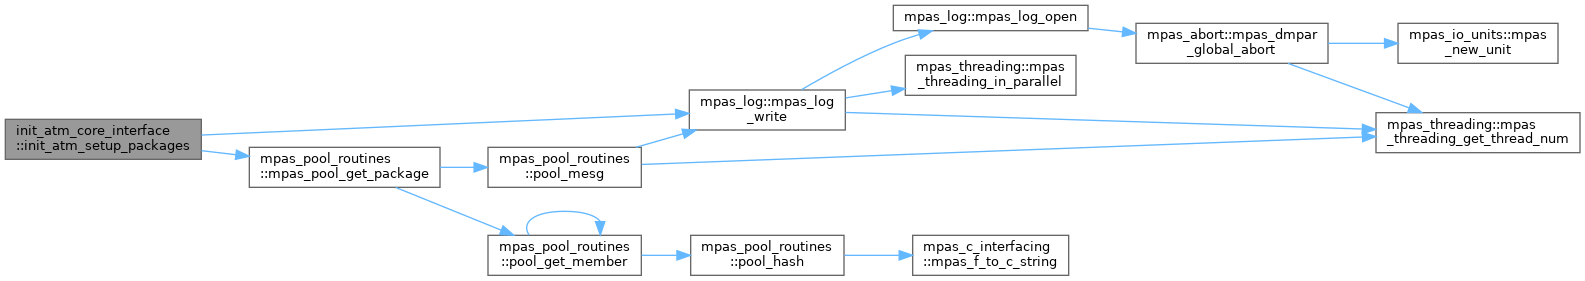 init_atm_core_interface
::init_atm_setup_packages
mpas_pool_routines
::mpas_pool_get_package
mpas_pool_routines
::pool_mesg
mpas_pool_routines
::pool_get_member
mpas_log::mpas_log
_write
mpas_pool_routines
::pool_hash
mpas_log::mpas_log_open
mpas_threading::mpas
_threading_in_parallel
mpas_c_interfacing
::mpas_f_to_c_string
mpas_abort::mpas_dmpar
_global_abort
mpas_io_units::mpas
_new_unit
mpas_threading::mpas
_threading_get_thread_num